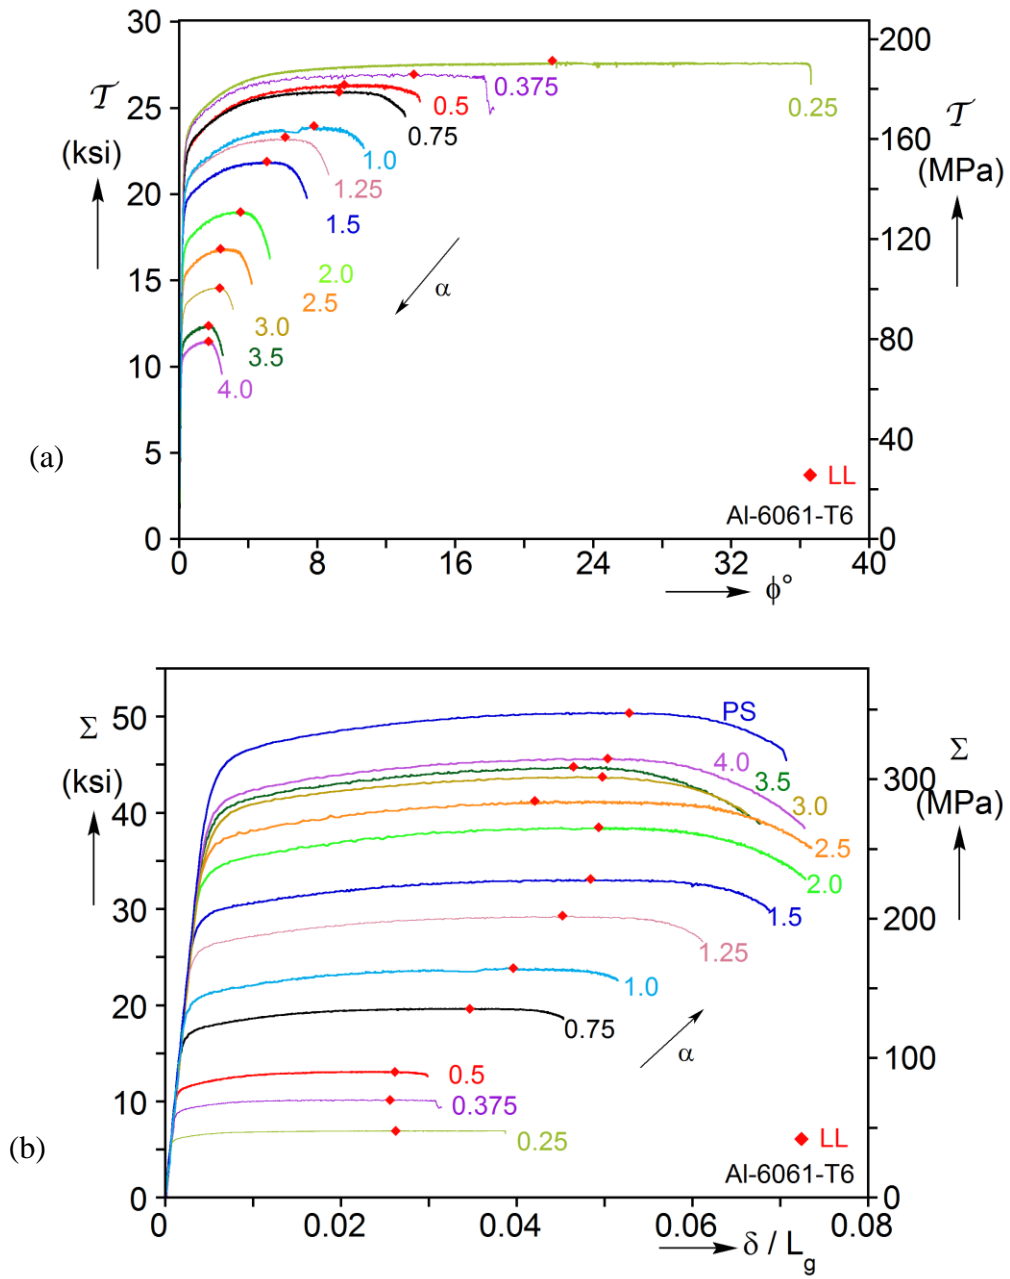 30
25
20
15
10
5
0
𝒯
(ksi)
200
160
120
80
40
0
𝒯
(MPa)
0.25
0.375
0.5
0.75
1.0
1.25
1.5
2.0
2.5
3.0
3.5
4.0
α
(a)
LL
Al-6061-T6
0 8 16 24 32 40
ϕ°
Σ
(ksi)
50
40
30
20
10
0
Σ
(MPa)
300
200
100
0
PS
4.0
3.5
3.0
2.5
2.0
1.5
1.25
1.0
0.75
α
0.5
0.375
0.25
(b)
LL
Al-6061-T6
0 0.02 0.04 0.06 0.08
δ / Lg